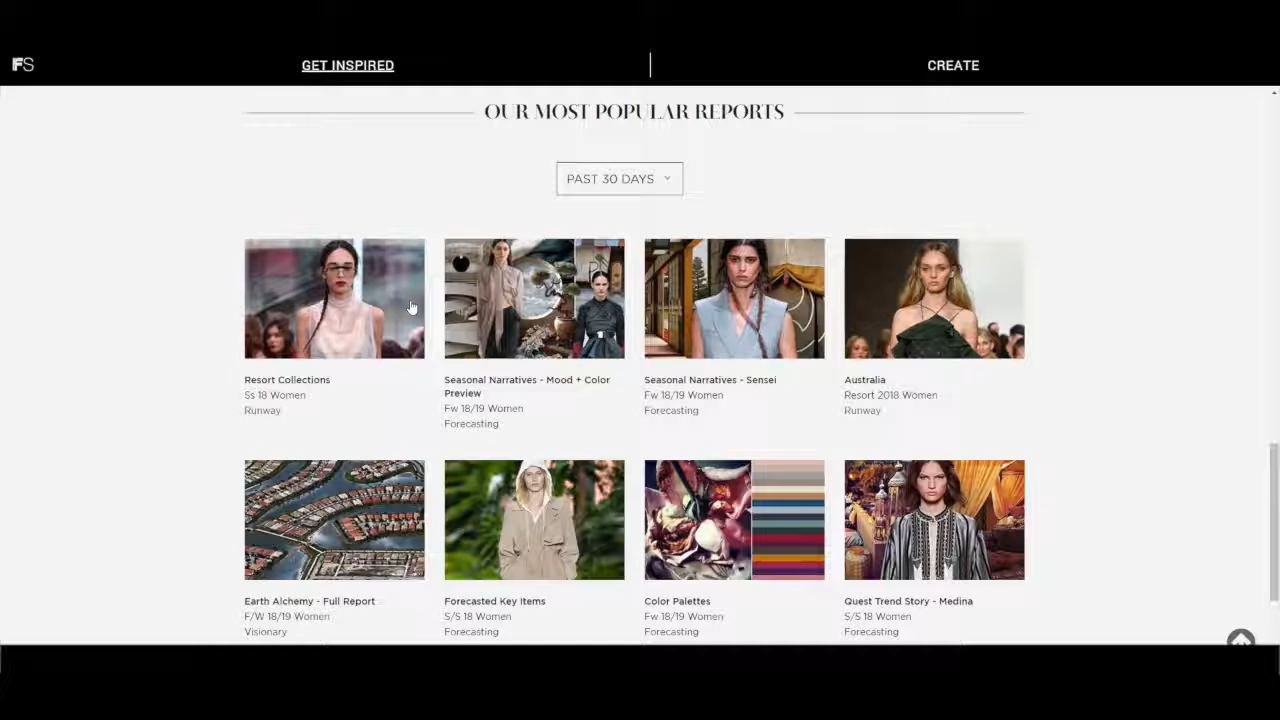 FS
GET INSPIRED
CREATE
OUR MOST POPULAR REPORTS
PAST 30 DAYS
Resort Collections
Ss 18 Women
Runway
Seasonal Narratives - Mood + Color
Preview
Fw 18/19 Women
Forecasting
Seasonal Narratives - Sensei
Fw 18/19 Women
Forecasting
Australia
Resort 2018 Women
Runway
Earth Alchemy - Full Report
F/W 18/19 Women
Visionary
Forecasted Key Items
S/S 18 Women
Forecasting
Color Palettes
Fw 18/19 Women
Forecasting
Quest Trend Story - Medina
S/S 18 Women
Forecasting